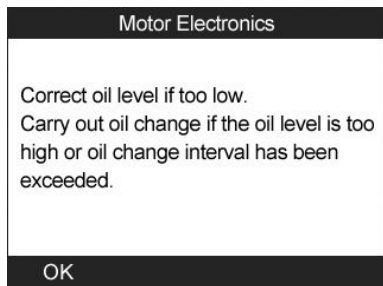 Motor Electronics
Correct oil level if too low.
Carry out oil change if the oil level is too
high or oil change interval has been
exceeded.
OK